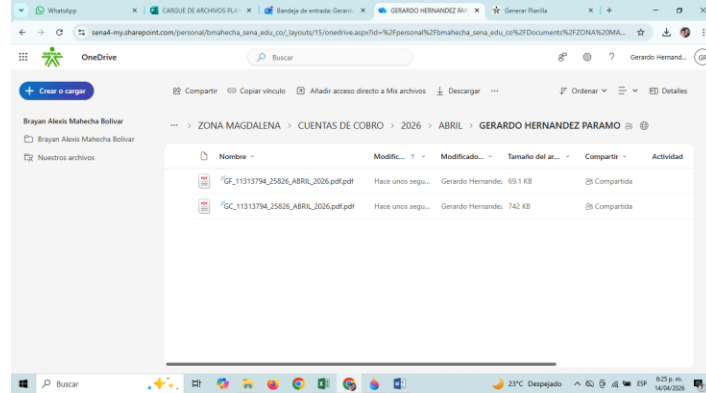 WhatsApp
CARGUE DE ARCHIVOS PLA
Bandeja de entrada: Gerard
GERARDO HERNANDEZ PAR
Generar Planilla
sena4-my.sharepoint.com/personal/bmahecha_sena_edu_co/_layouts/15/onedrive.aspx?id=%2Fpersonal%2Fbmahecha_sena_edu_co%2FDocuments%2FZONA%20MA...
SENA
OneDrive
Buscar
Gerardo Hernand...
Crear o cargar
Compartir
Copiar vínculo
Añadir acceso directo a Mis archivos
Descargar
...
Ordenar
Detalles
Brayan Alexis Mahecha Bolivar
Brayan Alexis Mahecha Bolivar
Nuestros archivos
... > ZONA MAGDALENA > CUENTAS DE COBRO > 2026 > ABRIL > GERARDO HERNANDEZ PARAMO
Nombre Modific... ↑ Modificado... Tamaño del ar... Compartir Actividad
GF_11313794_25826_ABRIL_2026.pdf.pdf Hace unos segu... Gerardo Hernandez 69.1 KB Compartida
GC_11313794_25826_ABRIL_2026.pdf.pdf Hace unos segu... Gerardo Hernandez 742 KB Compartida
Buscar
23°C Despejado
ESP
6:25 p. m.
14/04/2026